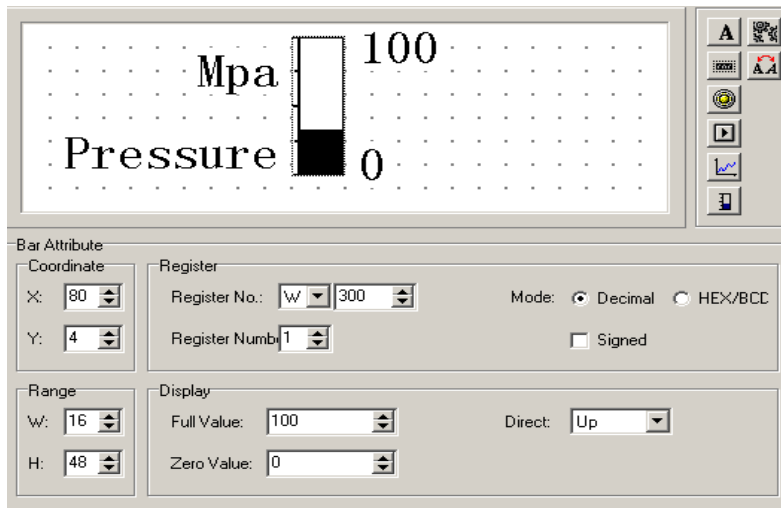 100
Mpa
Pressure 0
A
A A
Bar Attribute
Coordinate
X: 80
Y: 4
Register
Register No.: W 300
Register Numb 1
Mode: Decimal HEX/BCD
Signed
Range
W: 16
H: 48
Display
Full Value: 100
Zero Value: 0
Direct: Up